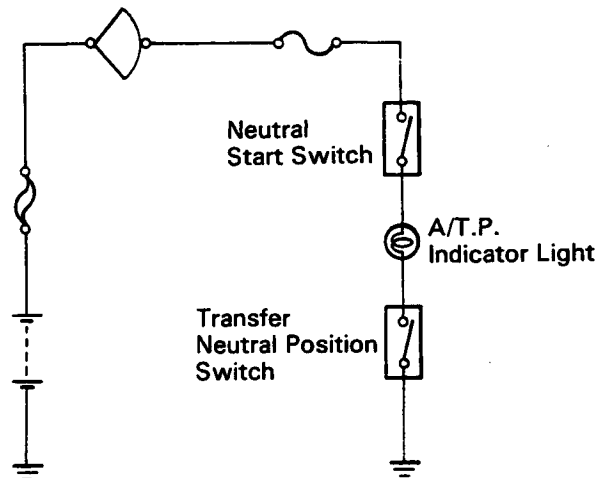 Neutral
Start Switch
A/T.P.
Indicator Light
Transfer
Neutral Position
Switch